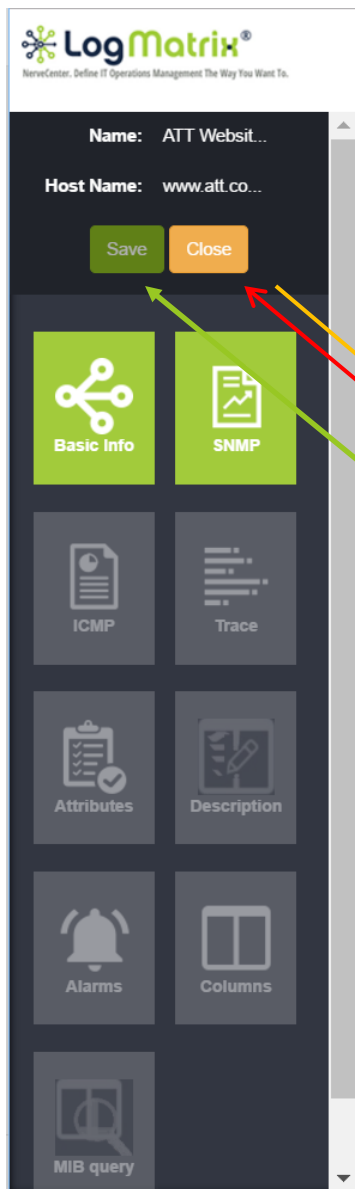 LogMatrix®
NerveCenter. Define IT Operations Management The Way You Want To.
Name: ATT Websit...
Host Name: www.att.co...
Save Close
Basic Info SNMP
ICMP Trace
Attributes Description
Alarms Columns
MIB query